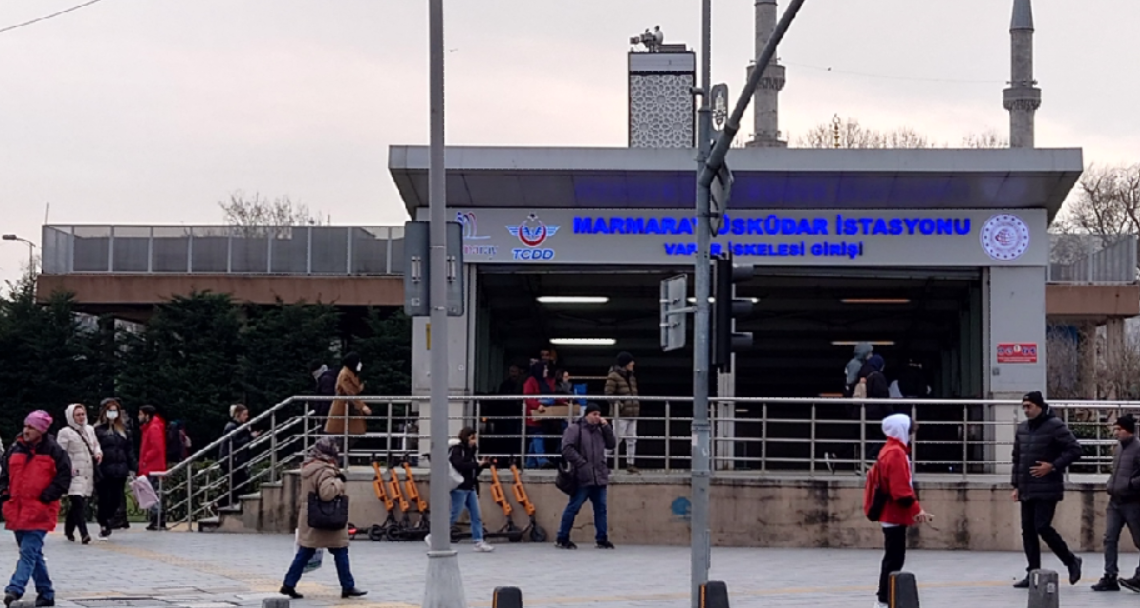 MARMARAY ÜSKÜDAR İSTASYONU
VAPUR İSKELESİ GİRİŞİ
TCDD